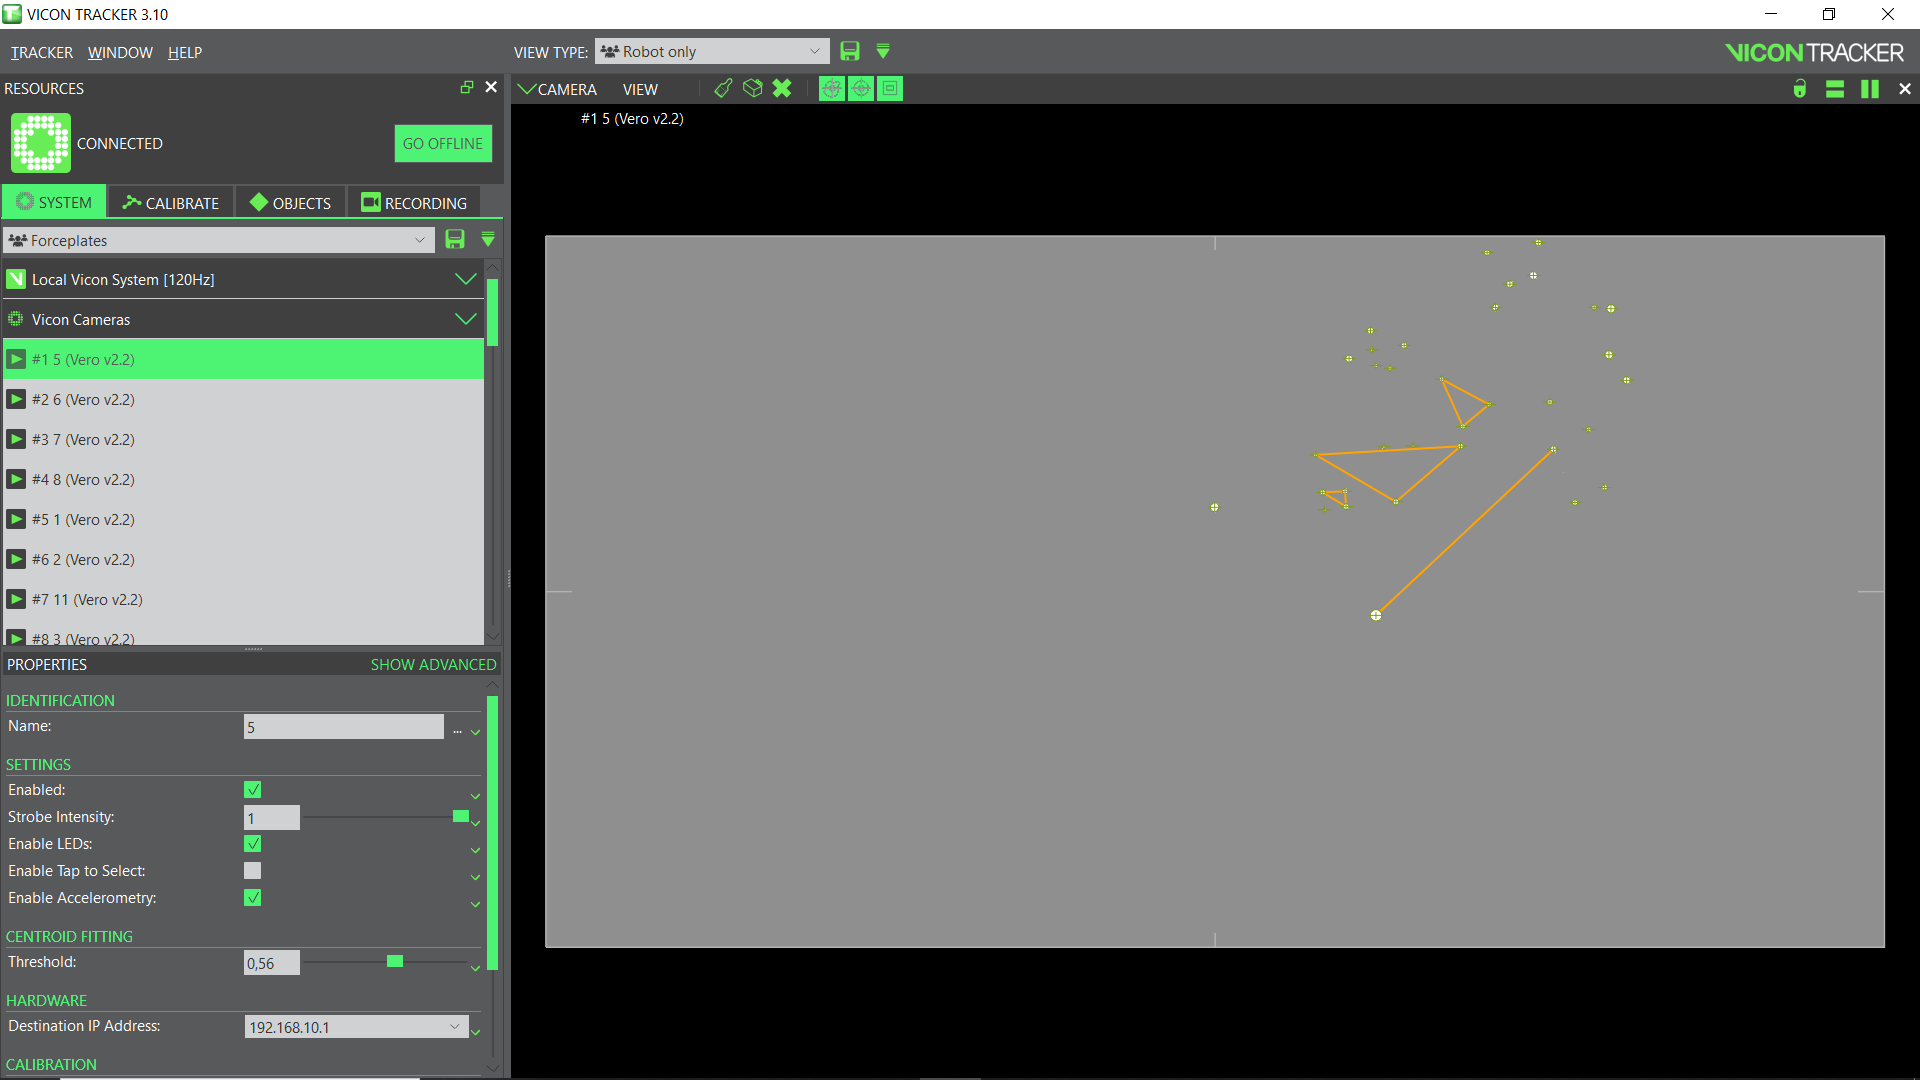 VICON TRACKER 3.10
TRACKER WINDOW HELP
VIEW TYPE: Robot only
VICONTRACKER
RESOURCES
CONNECTED
GO OFFLINE
SYSTEM
CALIBRATE
OBJECTS
RECORDING
Forceplates
Local Vicon System [120Hz]
Vicon Cameras
#1 5 (Vero v2.2)
#2 6 (Vero v2.2)
#3 7 (Vero v2.2)
#4 8 (Vero v2.2)
#5 1 (Vero v2.2)
#6 2 (Vero v2.2)
#7 11 (Vero v2.2)
#8 3 (Vero v2.2)
PROPERTIES
SHOW ADVANCED
IDENTIFICATION
Name: 5 ...
SETTINGS
Enabled:
Strobe Intensity: 1
Enable LEDs:
Enable Tap to Select:
Enable Accelerometry:
CENTROID FITTING
Threshold: 0,56
HARDWARE
Destination IP Address: 192.168.10.1
CALIBRATION
CAMERA VIEW
#1 5 (Vero v2.2)